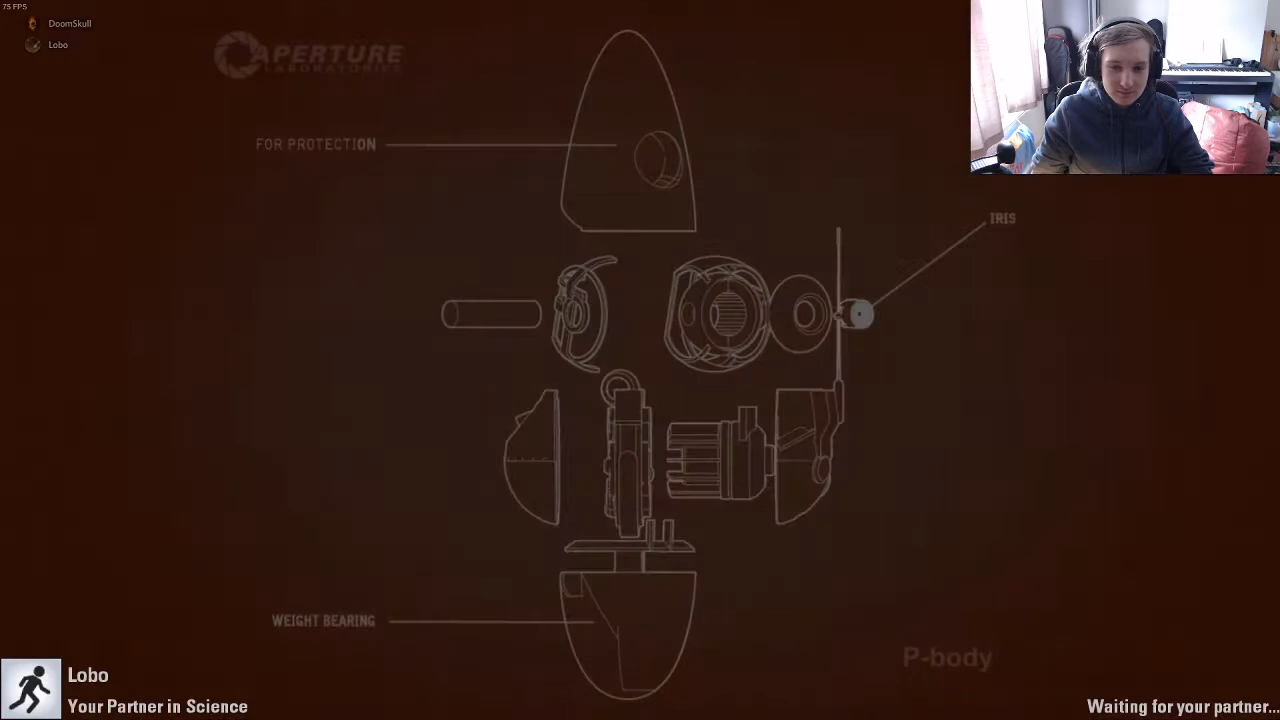 75 FPS
DoomSkull
Lobo
APERTURE
LABORATORIES
FOR PROTECTION
IRIS
WEIGHT BEARING
P-body
Lobo
Your Partner in Science
Waiting for your partner...